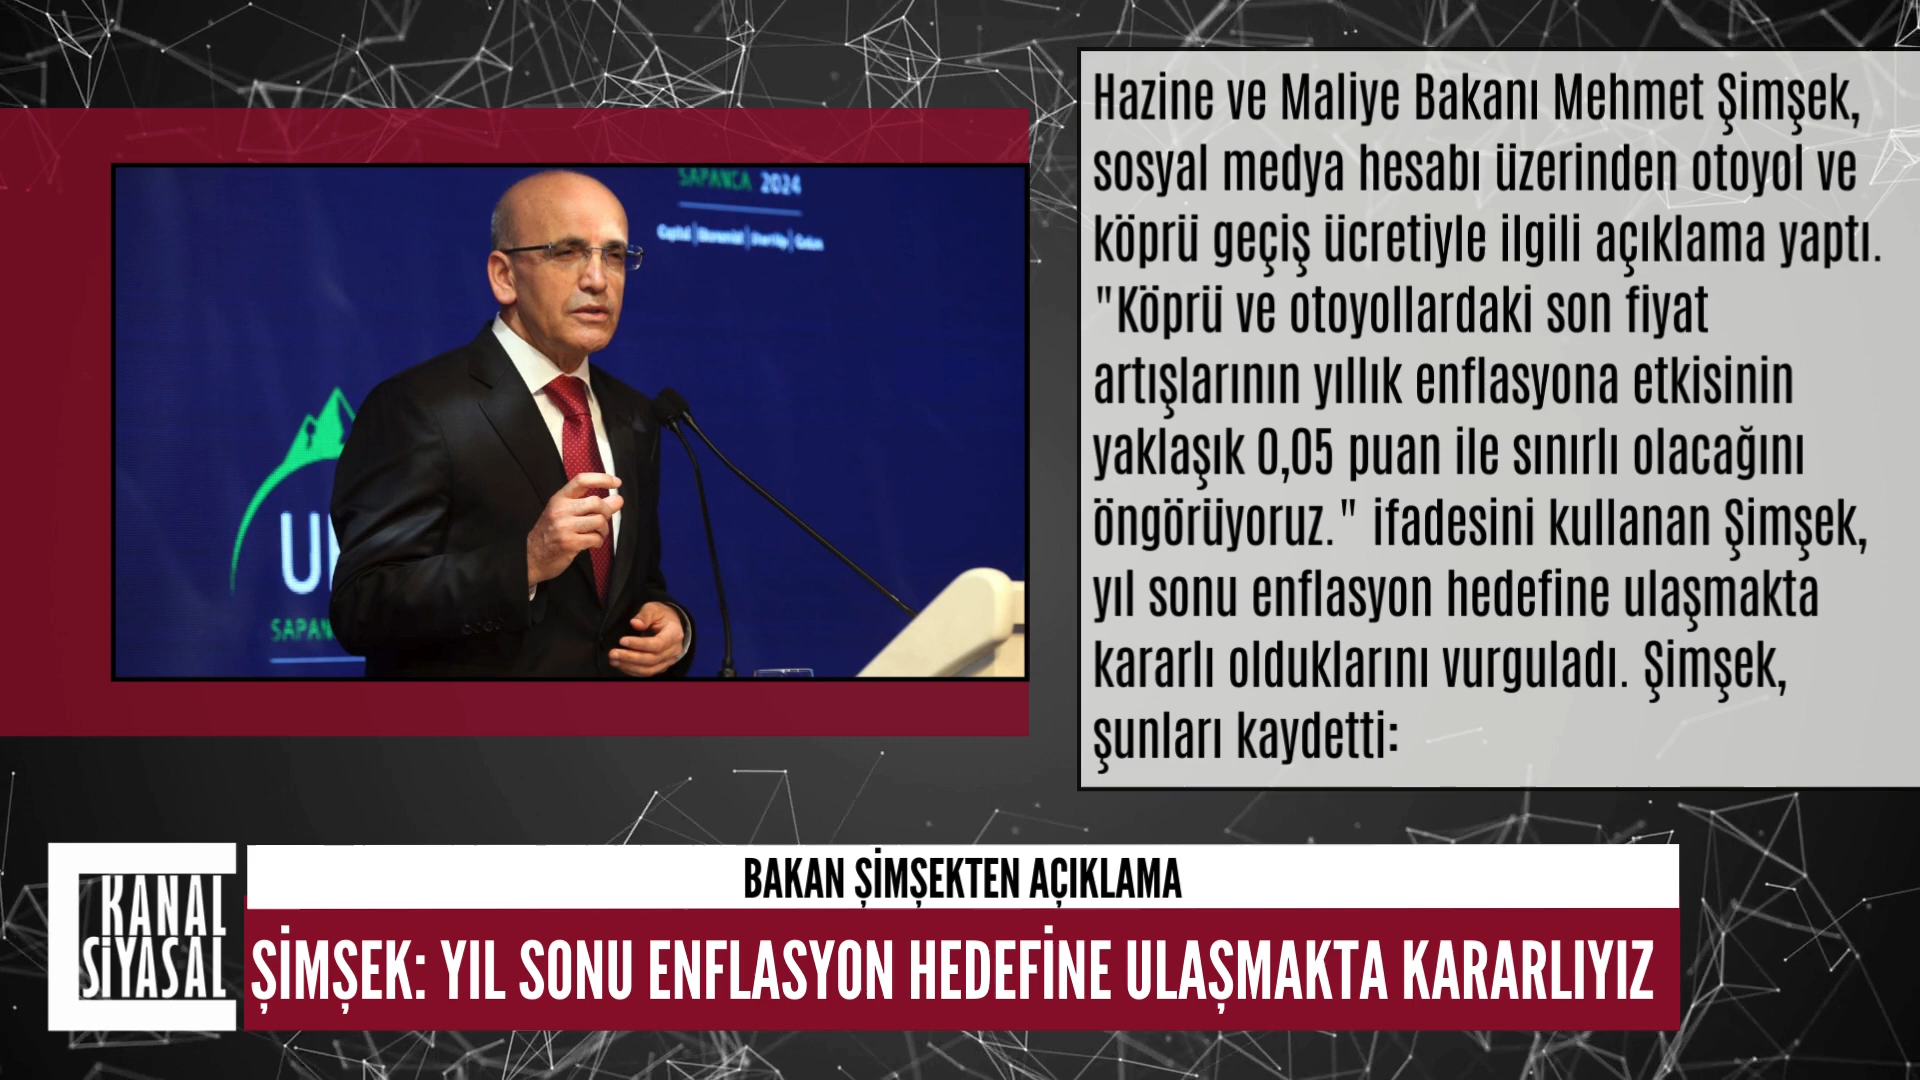 SAPANCA 2024
Hazine ve Maliye Bakanı Mehmet Şimşek,
sosyal medya hesabı üzerinden otoyol ve
köprü geçiş ücretiyle ilgili açıklama yaptı.
"Köprü ve otoyollardaki son fiyat
artışlarının yıllık enflasyona etkisinin
yaklaşık 0,05 puan ile sınırlı olacağını
öngörüyoruz." ifadesini kullanan Şimşek,
yıl sonu enflasyon hedefine ulaşmakta
kararlı olduklarını vurguladı. Şimşek,
şunları kaydetti:
BAKAN ŞİMŞEKTEN AÇIKLAMA
KANAL
SİYASAL
ŞİMŞEK: YIL SONU ENFLASYON HEDEFİNE ULAŞMAKTA KARARLIYIZ